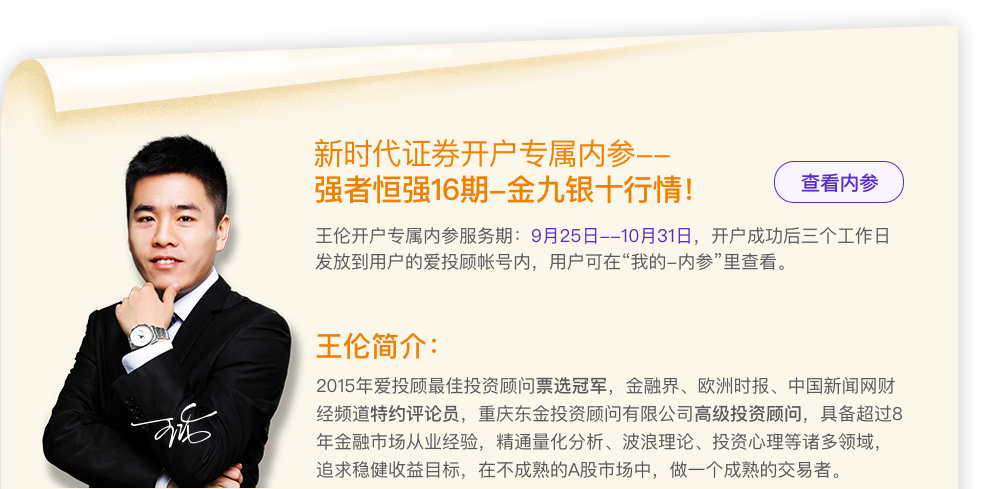 新时代证券开户专属内参--
强者恒强16期-金九银十行情!
查看内参
王伦开户专属内参服务期：9月25日--10月31日，开户成功后三个工作日
发放到用户的爱投顾帐号内，用户可在“我的-内参”里查看。
王伦简介：
2015年爱投顾最佳投资顾问票选冠军，金融界、欧洲时报、中国新闻网财
经频道特约评论员，重庆东金投资顾问有限公司高级投资顾问，具备超过8
年金融市场从业经验，精通量化分析、波浪理论、投资心理等诸多领域，
追求稳健收益目标，在不成熟的A股市场中，做一个成熟的交易者。